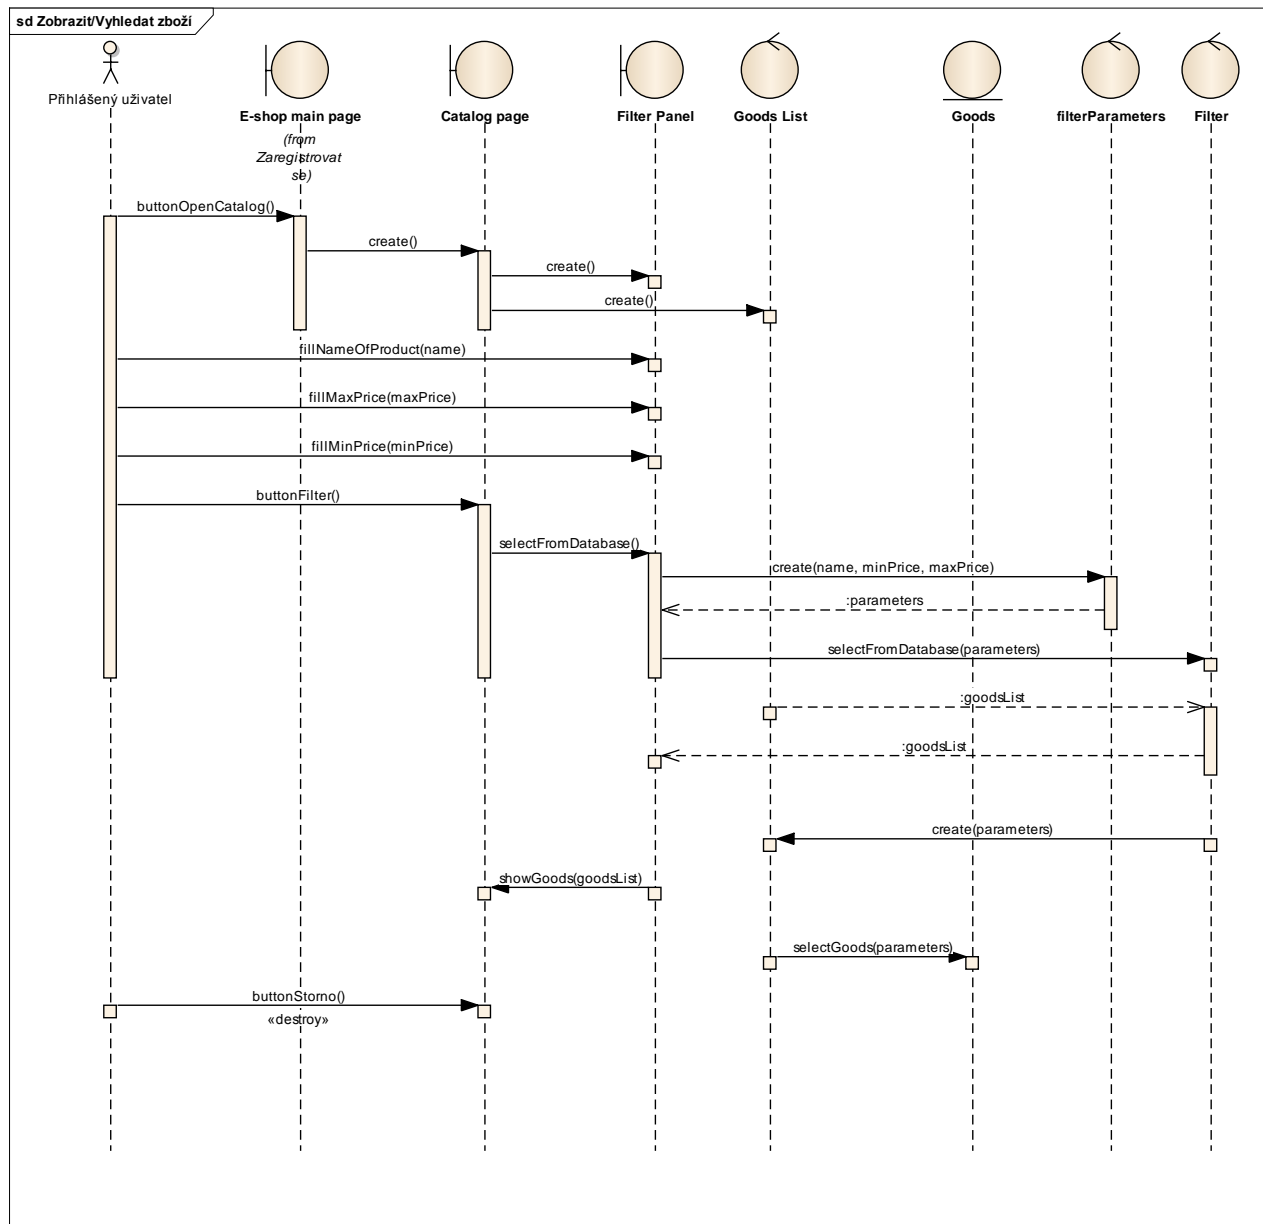 sd Zobrazit/Vyhledat zboží
Přihlášený uživatel
E-shop main page
(from
Zaregistrovat
se)
Catalog page
Filter Panel
Goods List
Goods
filterParameters
Filter
buttonOpenCatalog()
create()
create()
create()
fillNameOfProduct(name)
fillMaxPrice(maxPrice)
fillMinPrice(minPrice)
buttonFilter()
selectFromDatabase()
create(name, minPrice, maxPrice)
:parameters
selectFromDatabase(parameters)
:goodsList
:goodsList
create(parameters)
showGoods(goodsList)
selectGoods(parameters)
buttonStorno()
«destroy»